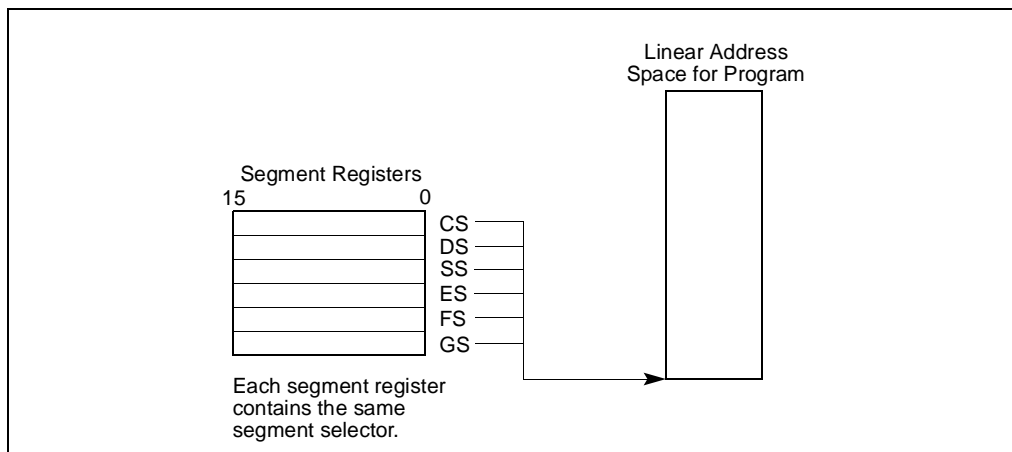 Linear Address
Space for Program
Segment Registers
15 0
CS
DS
SS
ES
FS
GS
Each segment register
contains the same
segment selector.